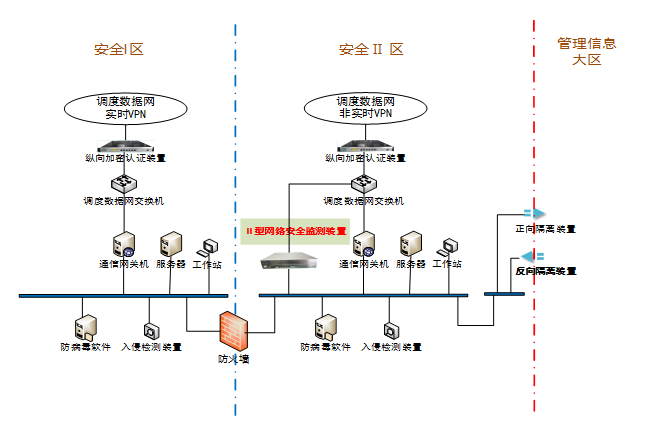 安全I区
安全 II 区
管理信息
大区
调度数据网
实时VPN
调度数据网
非实时VPN
纵向加密认证装置
纵向加密认证装置
调度数据网交换机
调度数据网交换机
II型网络安全监测装置
正向隔离装置
通信网关机
服务器
工作站
通信网关机
服务器
工作站
反向隔离装置
防病毒软件
入侵检测装置
防火墙
防病毒软件
入侵检测装置